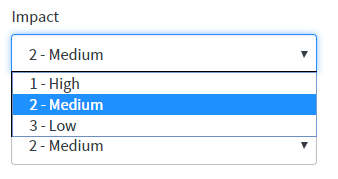 Impact
2 - Medium
1 - High
2 - Medium
3 - Low
2 - Medium